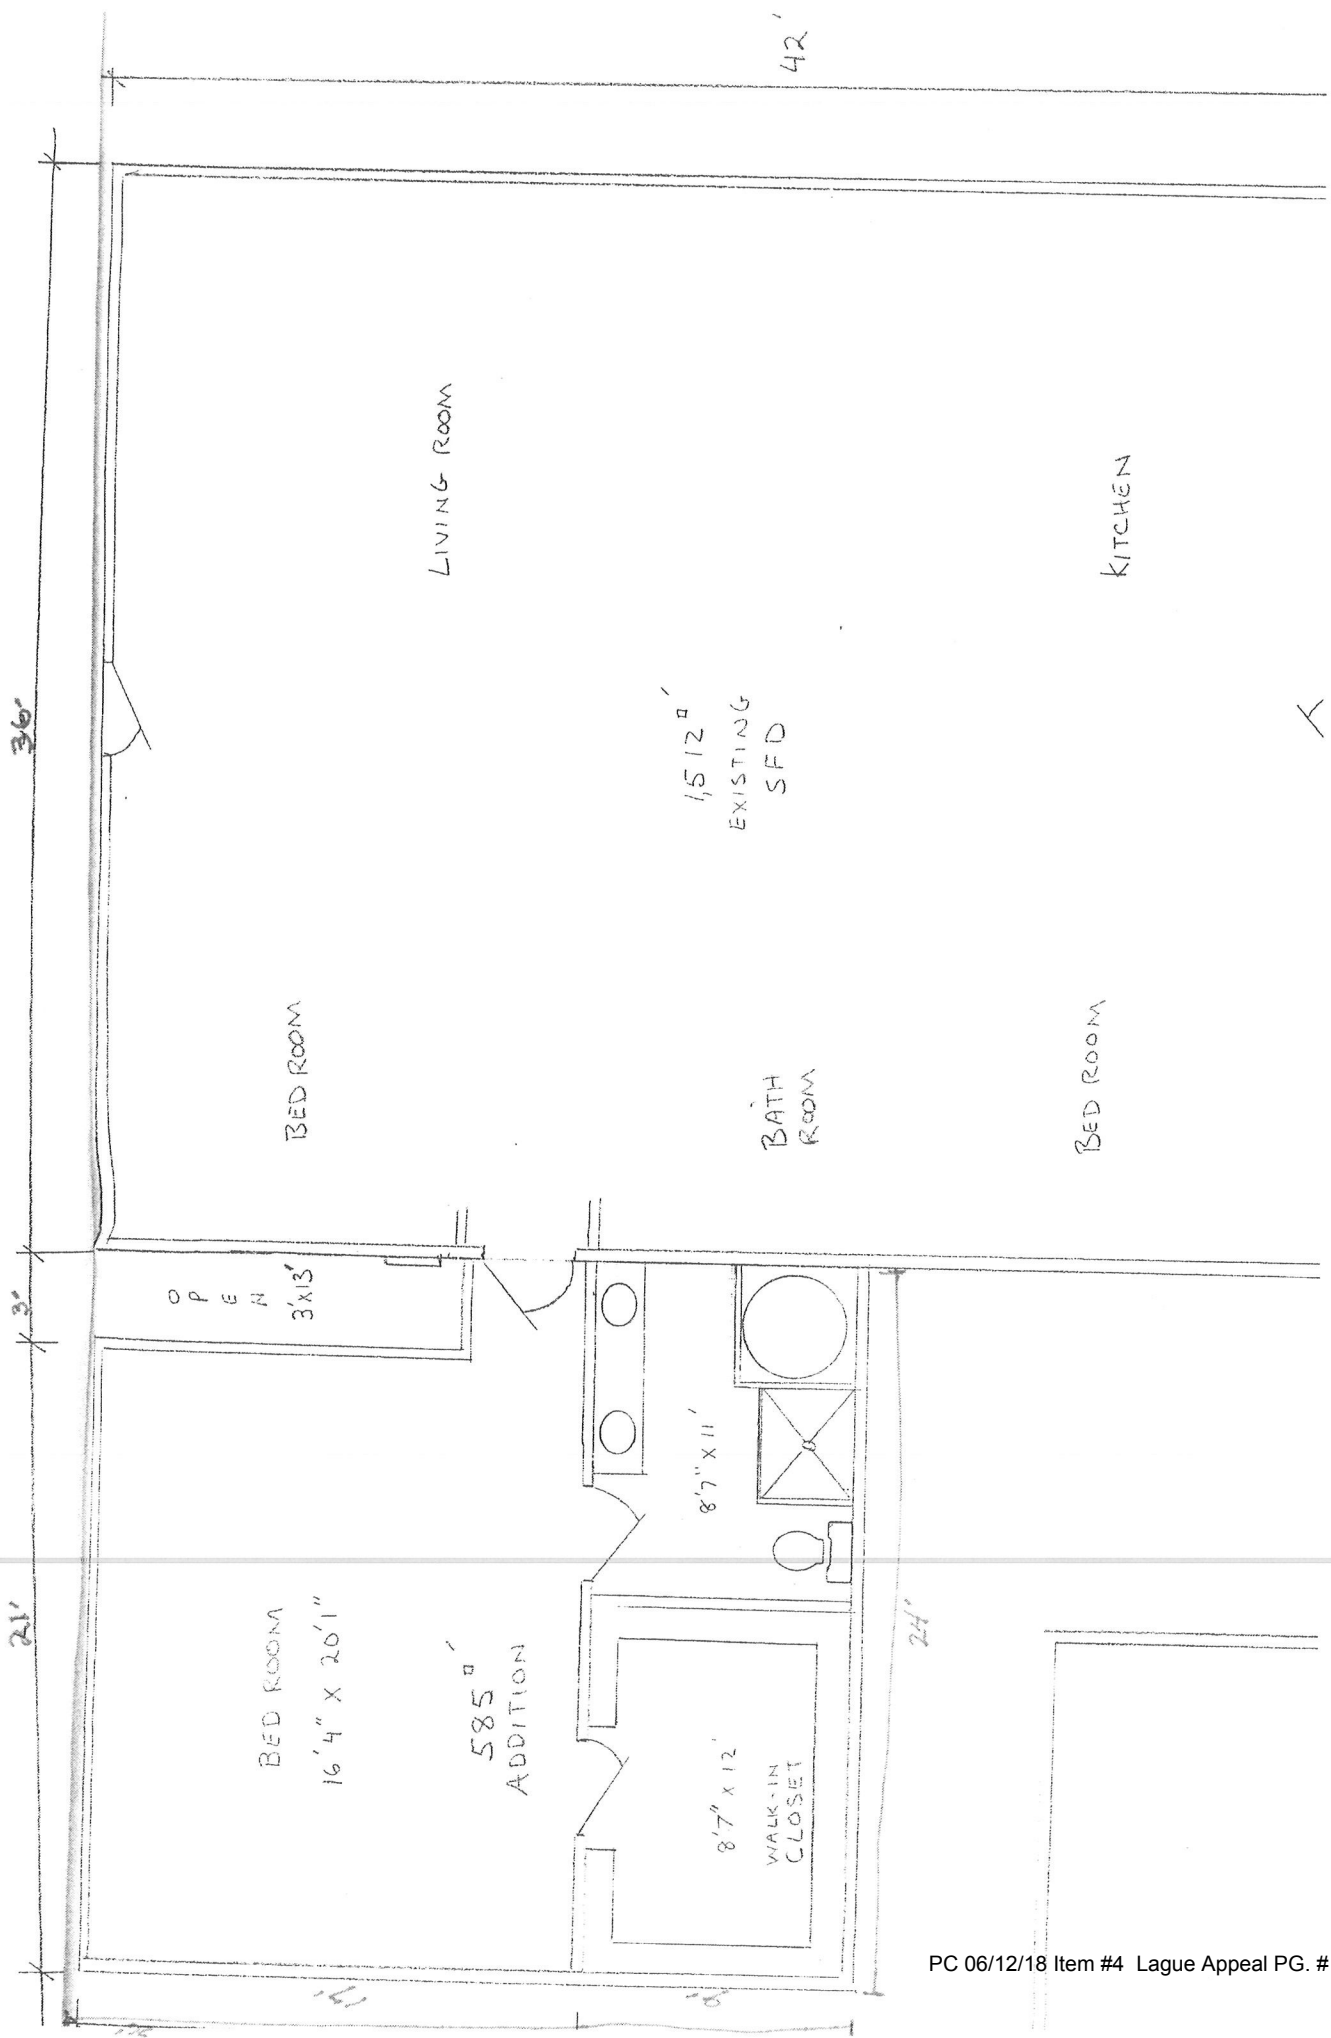 42'
36'
3'
21'
LIVING ROOM
KITCHEN
1,512 □'
EXISTING
SFD
BED ROOM
BATH
ROOM
BED ROOM
OPEN
3'X13'
BED ROOM
16'4" X 20'1"
585 □'
ADDITION
8'7" X 11'
8'7" X 12'
WALK-IN
CLOSET
24'
PC 06/12/18 Item #4 Lague Appeal PG. #